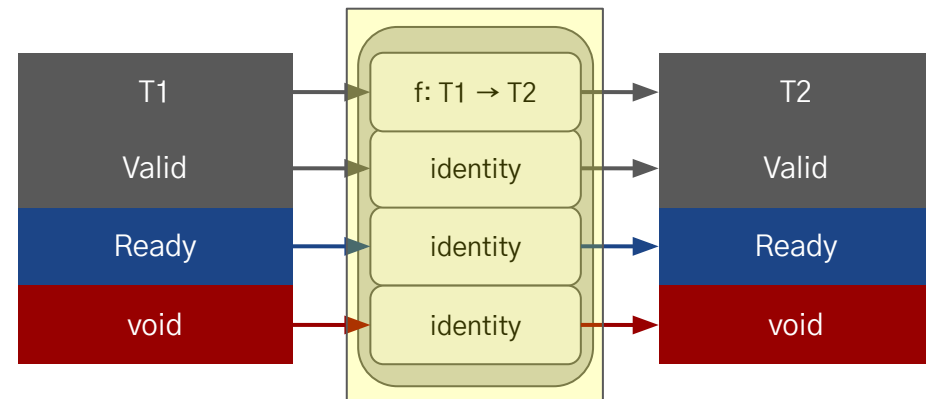 T1
f: T1 → T2
T2
Valid
identity
Valid
Ready
identity
Ready
void
identity
void